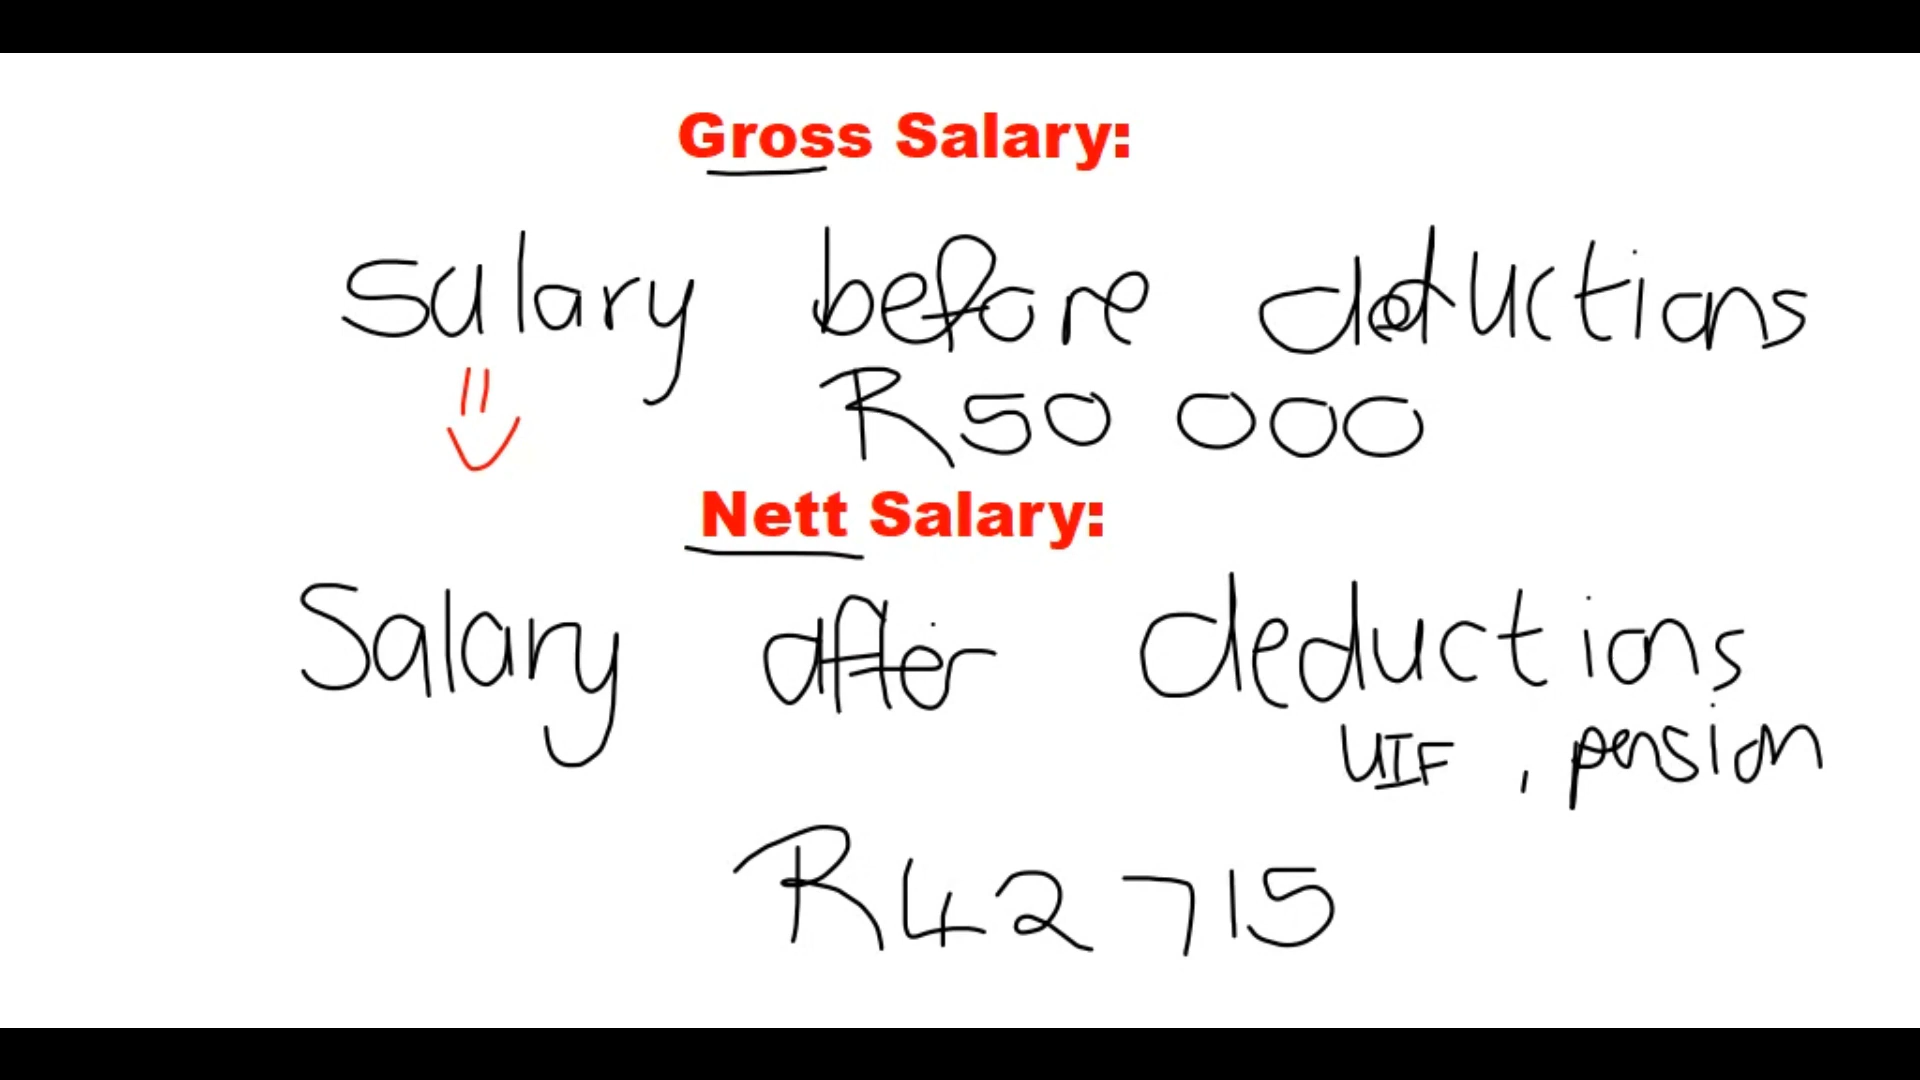 Gross Salary:
Salary before deductions
R50 000
Nett Salary:
Salary after deductions
UIF, pension
R42 715